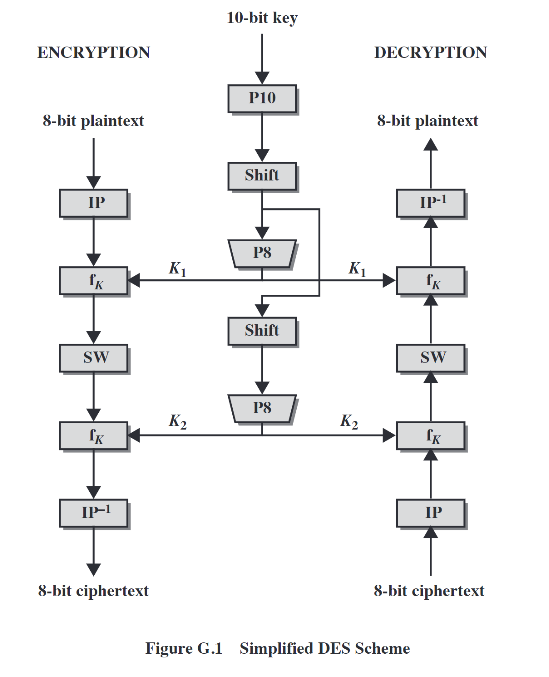 10-bit key
ENCRYPTION
DECRYPTION
P10
8-bit plaintext
8-bit plaintext
Shift
IP
IP-1
P8
K1
K1
fK
fK
Shift
SW
SW
P8
K2
K2
fK
fK
IP–1
IP
8-bit ciphertext
8-bit ciphertext
Figure G.1 Simplified DES Scheme